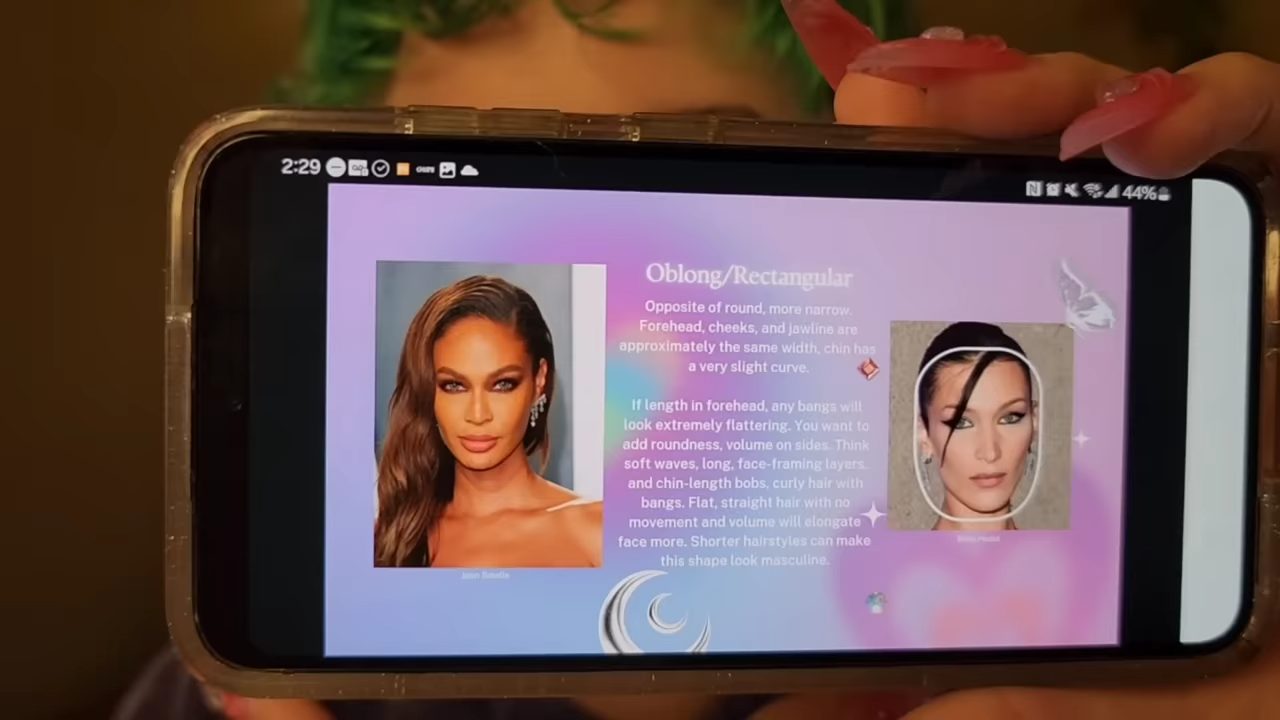 2:29
44%
Oblong/Rectangular
Opposite of round, more narrow.
Forehead, cheeks, and jawline are
approximately the same width, chin has
a very slight curve.
If length in forehead, any bangs will
look extremely flattering. You want to
add roundness, volume on sides. Think
soft waves, long, face-framing layers,
and chin-length bobs, curly hair with
bangs. Flat, straight hair with no
movement and volume will elongate
face more. Shorter hairstyles can make
this shape look masculine.